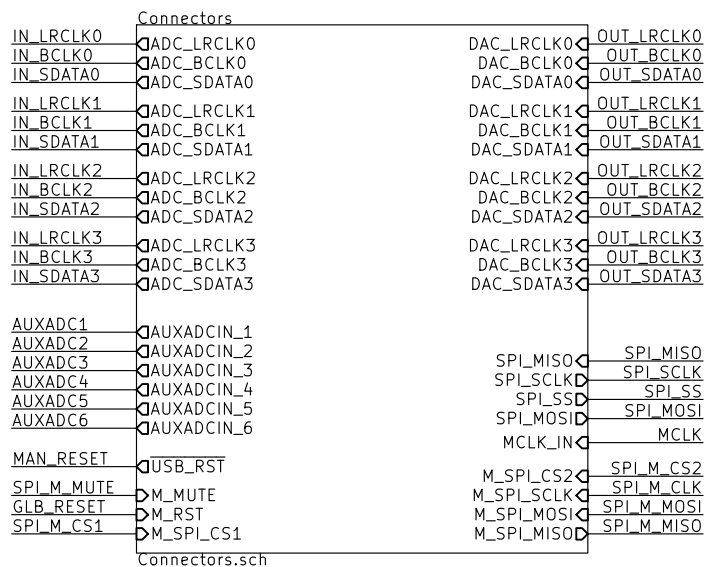 Connectors
IN_LRCLK0 ADC_LRCLK0 DAC_LRCLK0 OUT_LRCLK0
IN_BCLK0 ADC_BCLK0 DAC_BCLK0 OUT_BCLK0
IN_SDATA0 ADC_SDATA0 DAC_SDATA0 OUT_SDATA0
IN_LRCLK1 ADC_LRCLK1 DAC_LRCLK1 OUT_LRCLK1
IN_BCLK1 ADC_BCLK1 DAC_BCLK1 OUT_BCLK1
IN_SDATA1 ADC_SDATA1 DAC_SDATA1 OUT_SDATA1
IN_LRCLK2 ADC_LRCLK2 DAC_LRCLK2 OUT_LRCLK2
IN_BCLK2 ADC_BCLK2 DAC_BCLK2 OUT_BCLK2
IN_SDATA2 ADC_SDATA2 DAC_SDATA2 OUT_SDATA2
IN_LRCLK3 ADC_LRCLK3 DAC_LRCLK3 OUT_LRCLK3
IN_BCLK3 ADC_BCLK3 DAC_BCLK3 OUT_BCLK3
IN_SDATA3 ADC_SDATA3 DAC_SDATA3 OUT_SDATA3
AUXADC1 AUXADCIN_1
AUXADC2 AUXADCIN_2
AUXADC3 AUXADCIN_3 SPI_MISO SPI_MISO
AUXADC4 AUXADCIN_4 SPI_SCLK SPI_SCLK
AUXADC5 AUXADCIN_5 SPI_SS SPI_SS
AUXADC6 AUXADCIN_6 SPI_MOSI SPI_MOSI
MCLK_IN MCLK
MAN_RESET USB_RST M_SPI_CS2 SPI_M_CS2
SPI_M_MUTE M_MUTE M_SPI_SCLK SPI_M_CLK
GLB_RESET M_RST M_SPI_MOSI SPI_M_MOSI
SPI_M_CS1 M_SPI_CS1 M_SPI_MISO SPI_M_MISO
Connectors.sch